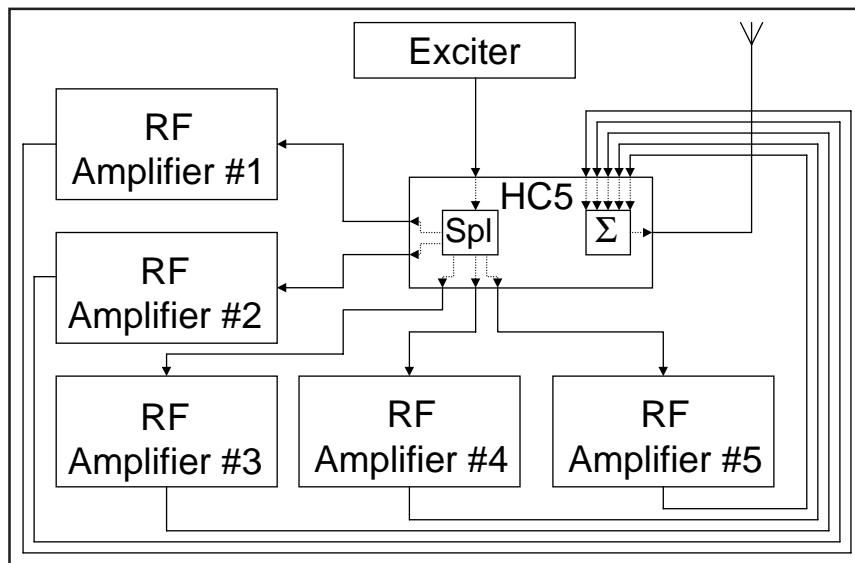 Exciter
RF
Amplifier #1
HC5
Spl
Σ
RF
Amplifier #2
RF
Amplifier #3
RF
Amplifier #4
RF
Amplifier #5